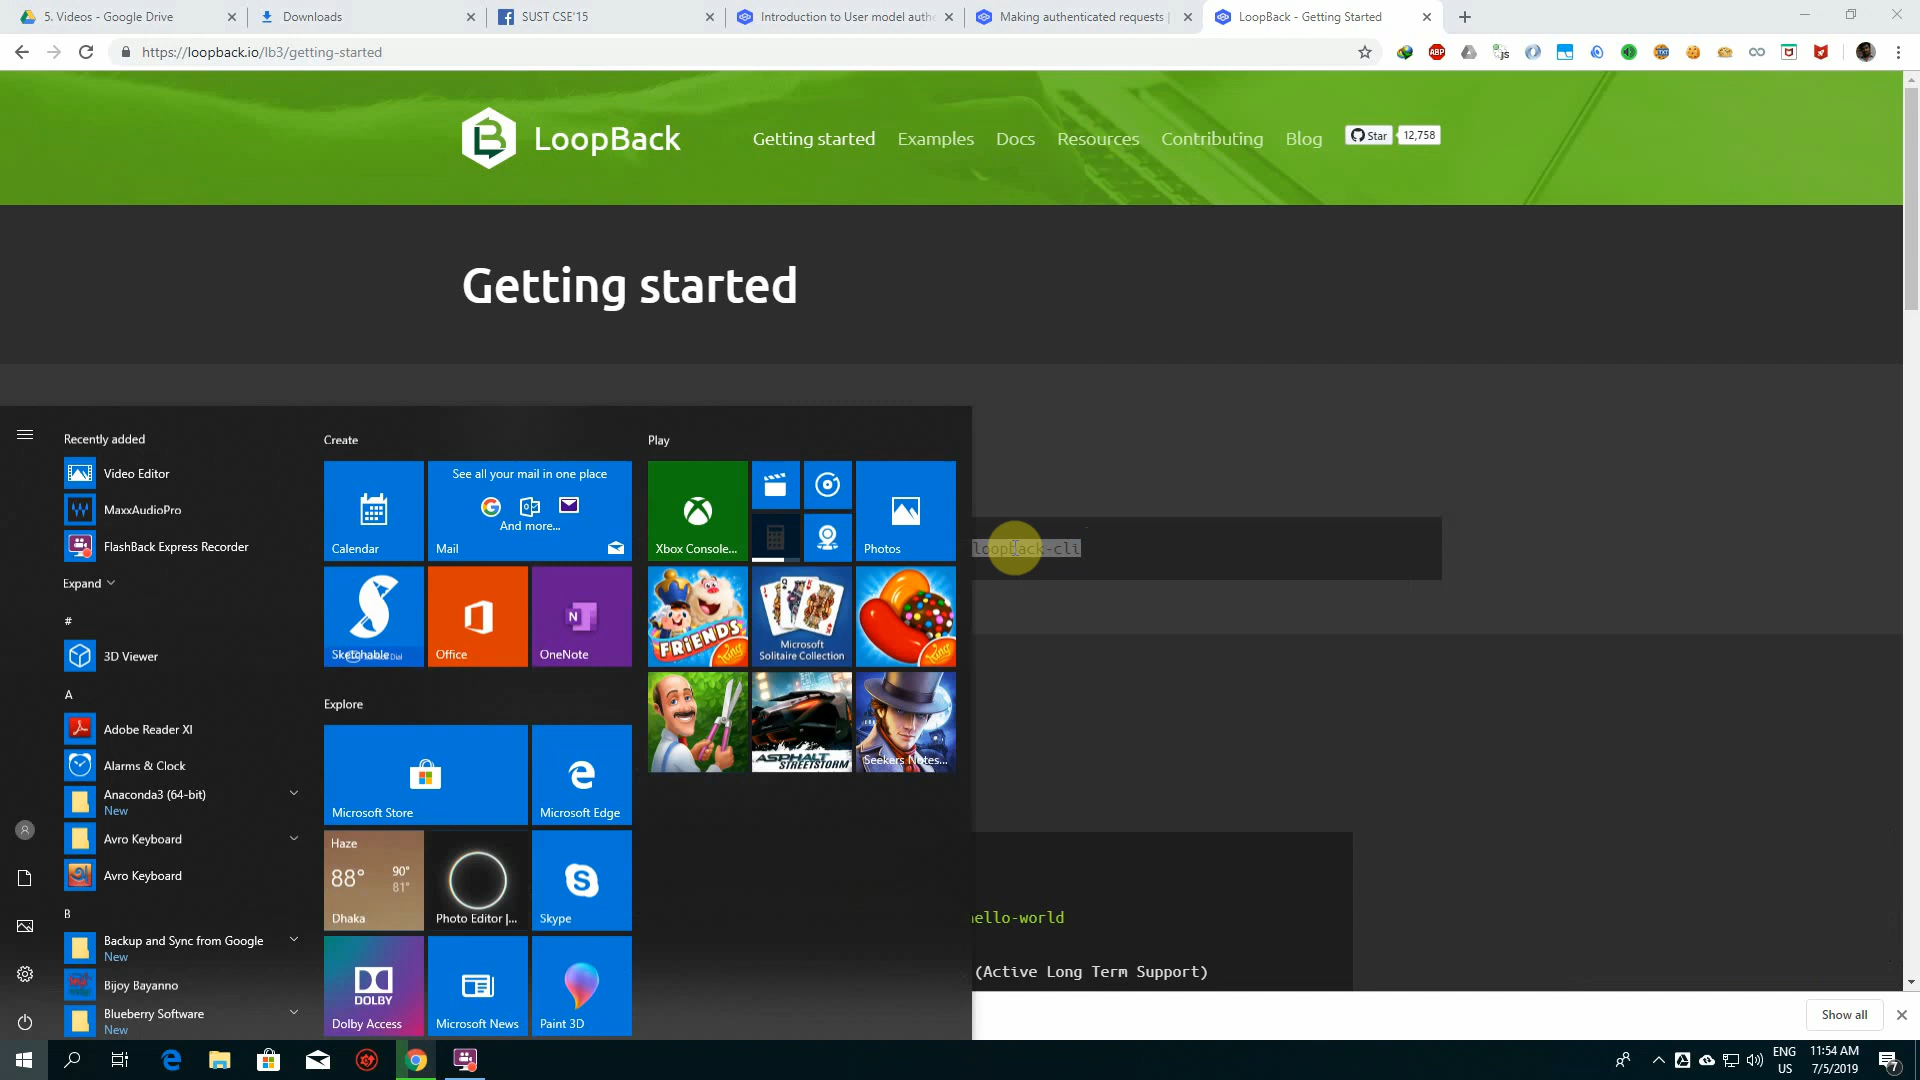 5. Videos - Google Drive
Downloads
SUST CSE'15
Introduction to User model authe
Making authenticated requests |
LoopBack - Getting Started
https://loopback.io/lb3/getting-started
LoopBack
Getting started
Examples
Docs
Resources
Contributing
Blog
Star
12,758
Getting started
loopback-cli
hello-world
(Active Long Term Support)
Recently added
Video Editor
MaxxAudioPro
FlashBack Express Recorder
Expand
#
3D Viewer
A
Adobe Reader XI
Alarms & Clock
Anaconda3 (64-bit)
New
Avro Keyboard
Avro Keyboard
B
Backup and Sync from Google
New
Bijoy Bayanno
Blueberry Software
New
Create
Calendar
See all your mail in one place
And more...
Mail
Sketchable
Office
OneNote
Explore
Microsoft Store
Microsoft Edge
Haze
88°
90°
81°
Dhaka
Photo Editor |...
Skype
DOLBY
Dolby Access
Microsoft News
Paint 3D
Play
Xbox Console...
Photos
FRIENDS
King
Microsoft
Solitaire Collection
King
ASPHALT
STREETSTORM
Seekers Notes...
Show all
ENG
US
11:54 AM
7/5/2019
7